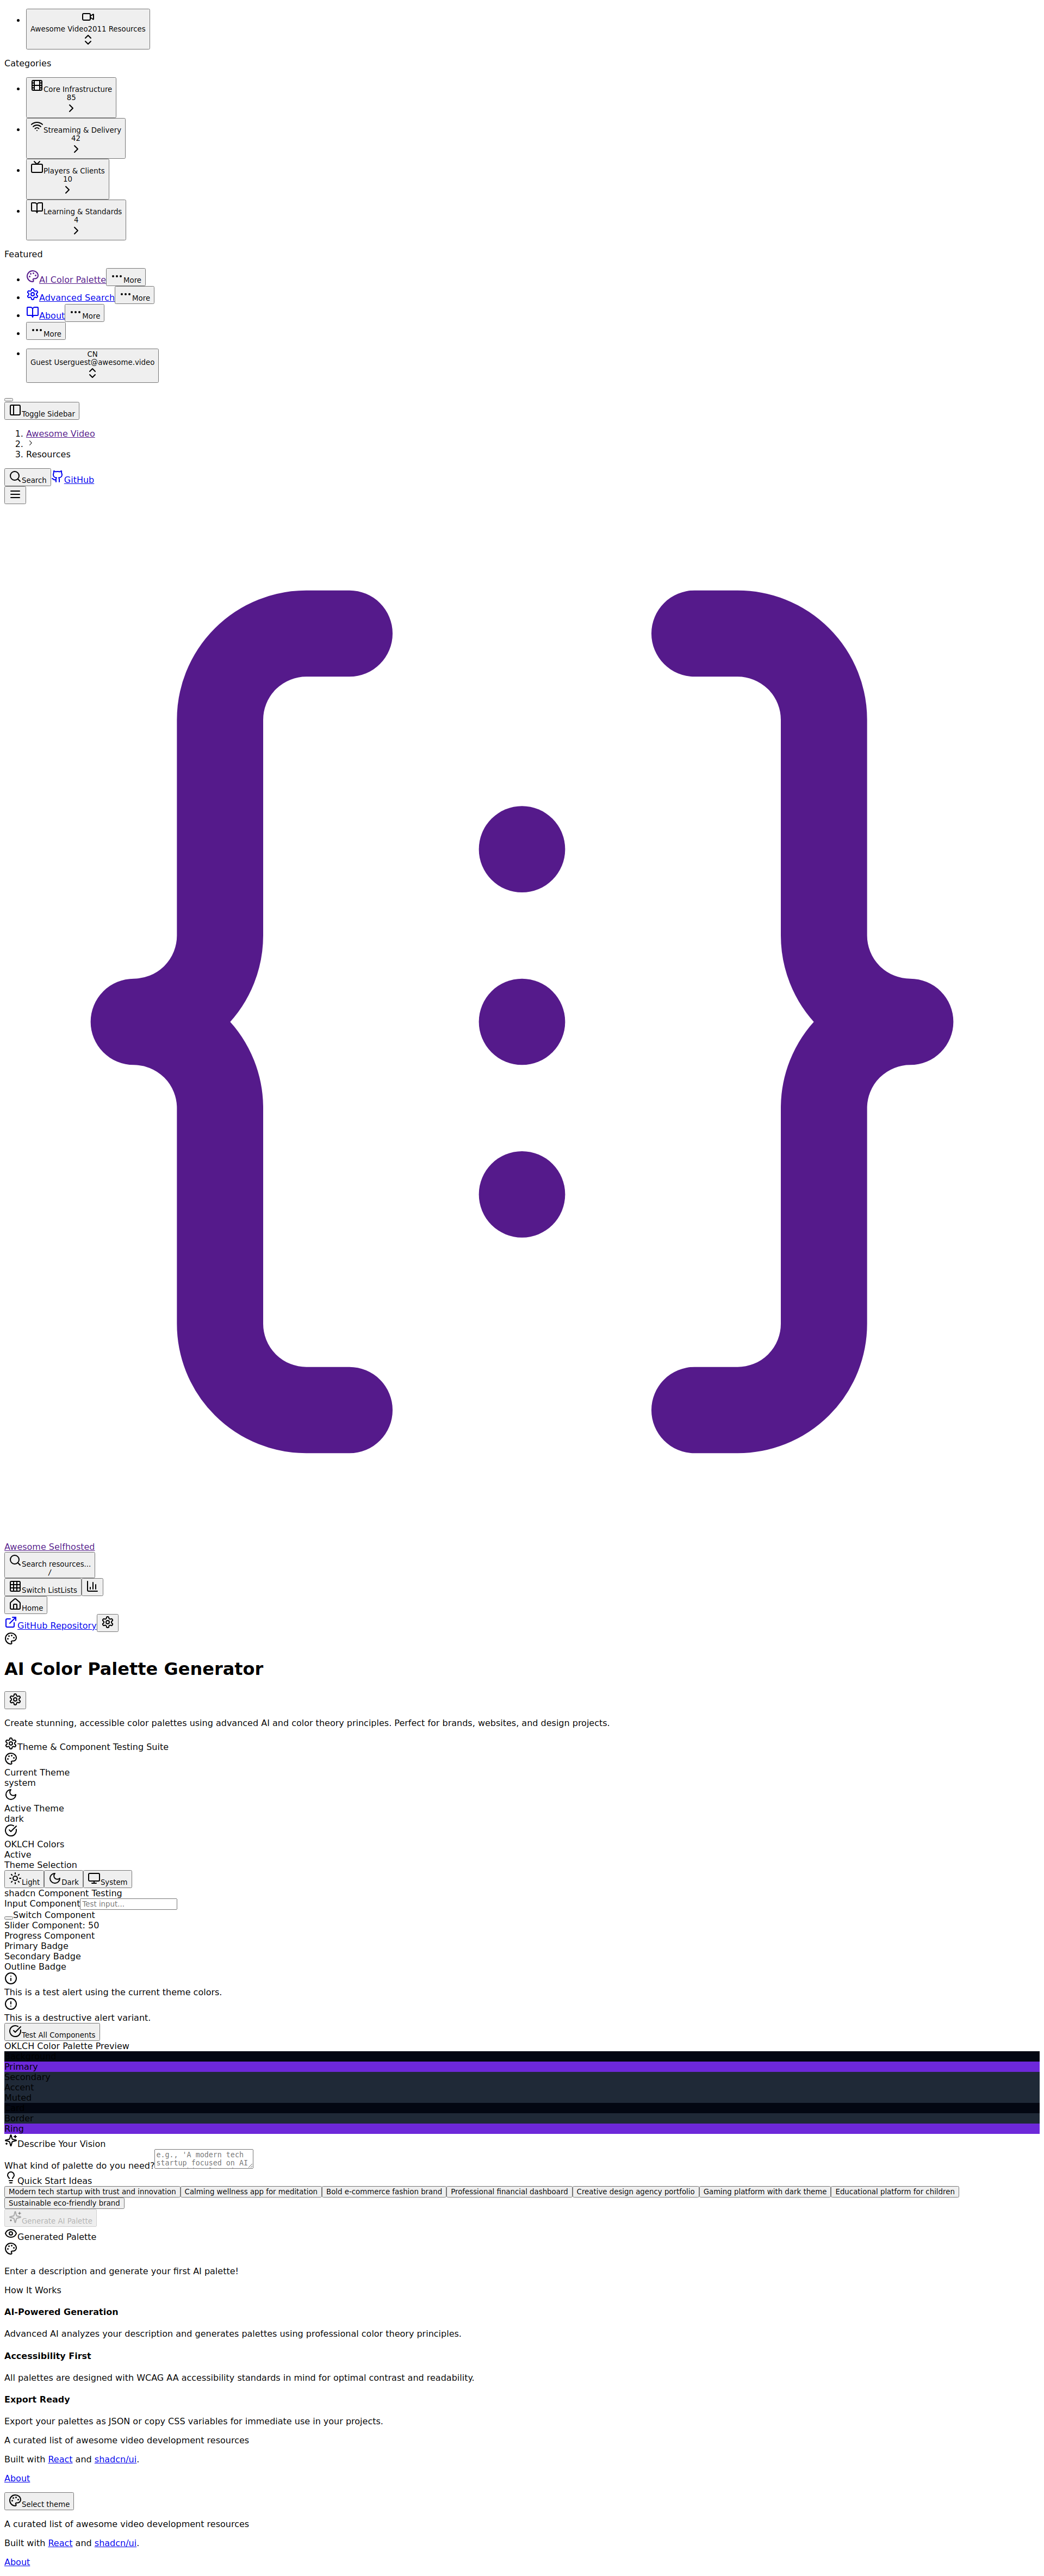 Awesome Video2011 Resources
Categories
Core Infrastructure
85
Streaming & Delivery
42
Players & Clients
10
Learning & Standards
4
Featured
AI Color Palette More
Advanced Search More
About More
More
CN
Guest Userguest@awesome.video
Toggle Sidebar
1. Awesome Video
2.
3. Resources
Search GitHub
Awesome Selfhosted
Search resources...
/
Switch ListLists
Home
GitHub Repository
AI Color Palette Generator
Create stunning, accessible color palettes using advanced AI and color theory principles. Perfect for brands, websites, and design projects.
Theme & Component Testing Suite
Current Theme
system
Active Theme
dark
OKLCH Colors
Active
Theme Selection
Light Dark System
shadcn Component Testing
Input Component Test input...
Switch Component
Slider Component: 50
Progress Component
Primary Badge
Secondary Badge
Outline Badge
This is a test alert using the current theme colors.
This is a destructive alert variant.
Test All Components
OKLCH Color Palette Preview
Primary
Secondary
Accent
Muted
Border
Ring
Describe Your Vision
What kind of palette do you need? e.g., 'A modern tech
startup focused on AI
Quick Start Ideas
Modern tech startup with trust and innovation Calming wellness app for meditation Bold e-commerce fashion brand Professional financial dashboard Creative design agency portfolio Gaming platform with dark theme Educational platform for children
Sustainable eco-friendly brand
Generate AI Palette
Generated Palette
Enter a description and generate your first AI palette!
How It Works
AI-Powered Generation
Advanced AI analyzes your description and generates palettes using professional color theory principles.
Accessibility First
All palettes are designed with WCAG AA accessibility standards in mind for optimal contrast and readability.
Export Ready
Export your palettes as JSON or copy CSS variables for immediate use in your projects.
A curated list of awesome video development resources
Built with React and shadcn/ui.
About
Select theme
A curated list of awesome video development resources
Built with React and shadcn/ui.
About